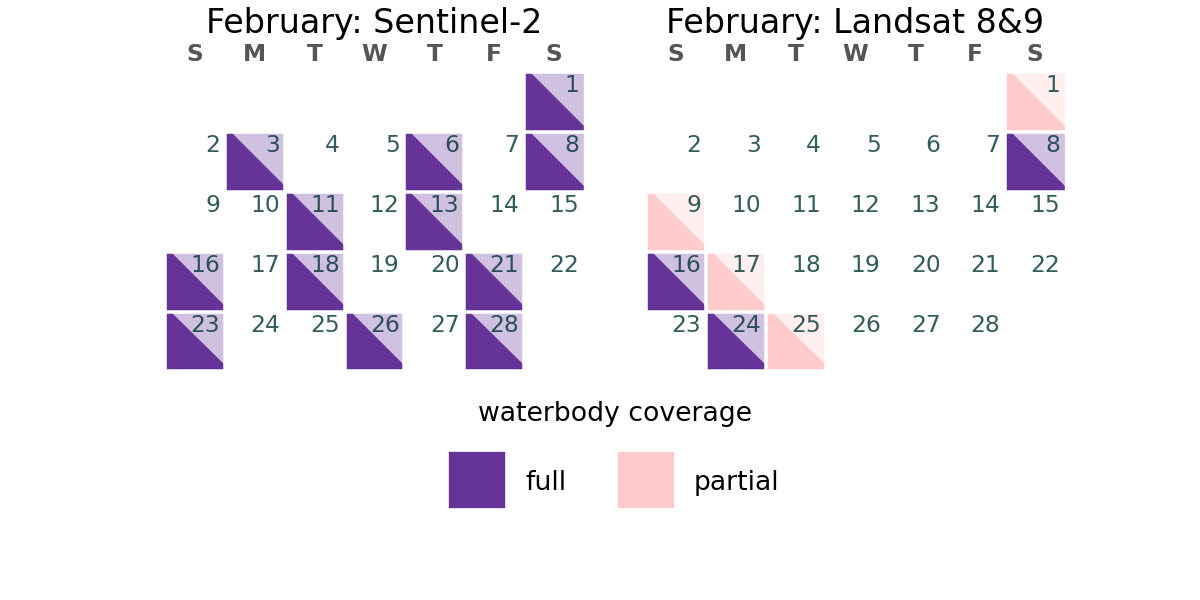 February: Sentinel-2
S M T W T F S
1
2 3 4 5 6 7 8
9 10 11 12 13 14 15
16 17 18 19 20 21 22
23 24 25 26 27 28
February: Landsat 8&9
S M T W T F S
1
2 3 4 5 6 7 8
9 10 11 12 13 14 15
16 17 18 19 20 21 22
23 24 25 26 27 28
waterbody coverage
full
partial